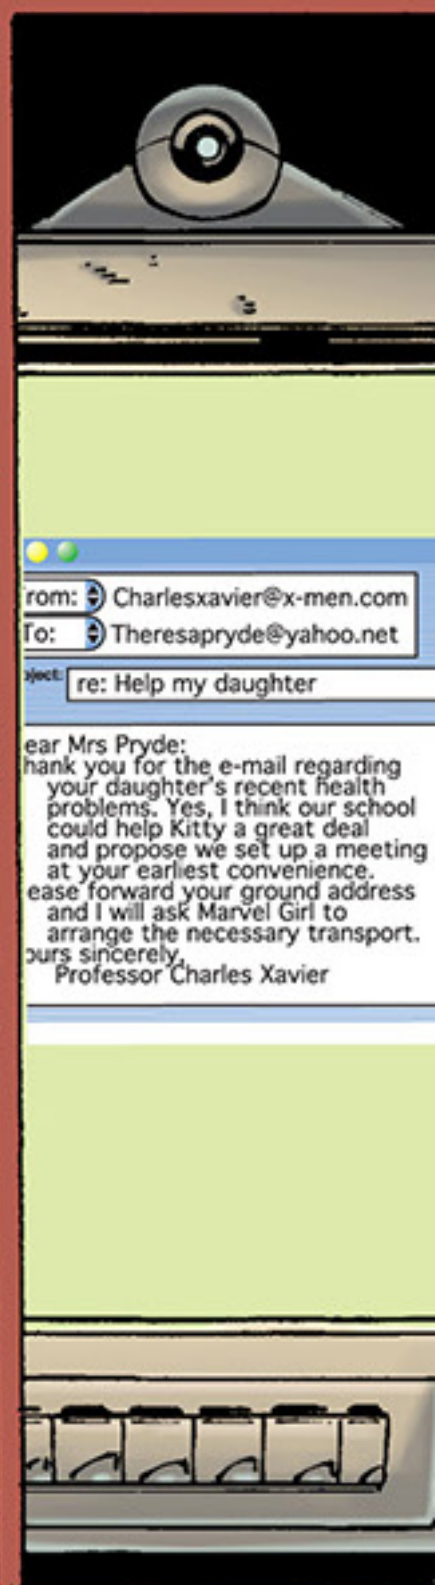 rom: Charlesxavier@x-men.com
To: Theresapryde@yahoo.net
bject: re: Help my daughter
ear Mrs Pryde:
hank you for the e-mail regarding
your daughter's recent health
problems. Yes, I think our school
could help Kitty a great deal
and propose we set up a meeting
at your earliest convenience.
ease forward your ground address
and I will ask Marvel Girl to
arrange the necessary transport.
ours sincerely,
Professor Charles Xavier